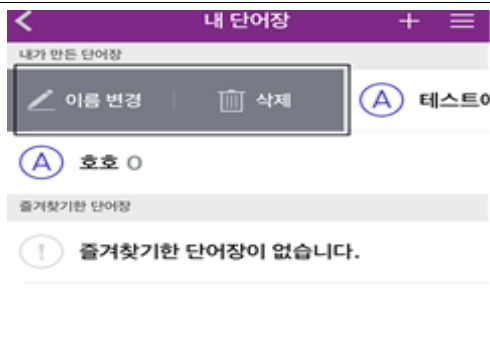 내 단어장
내가 만든 단어장
이름 변경 삭제 A 테스트
A 호호 0
즐겨찾기한 단어장
! 즐겨찾기한 단어장이 없습니다.